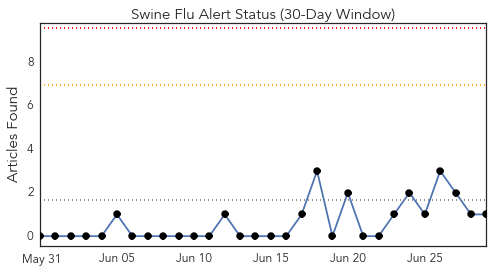 Swine Flu Alert Status (30-Day Window)
Articles Found
8
6
4
2
0
May 31
Jun 05
Jun 10
Jun 15
Jun 20
Jun 25